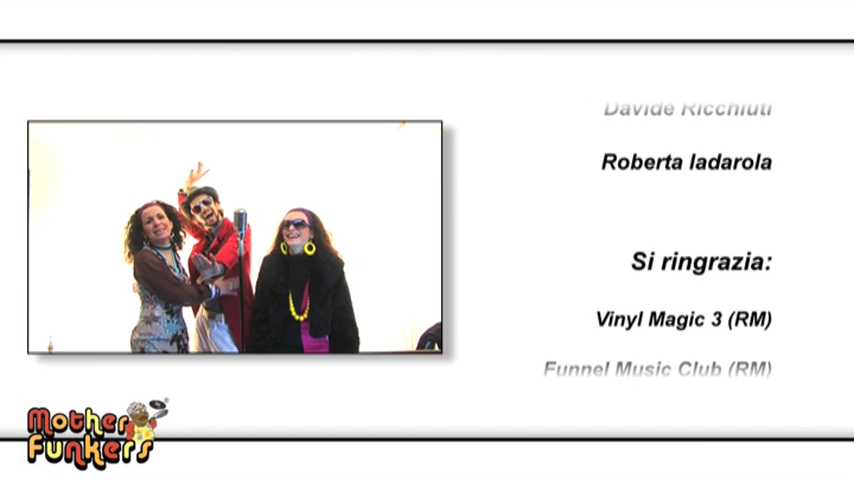 Davide Ricchiuti
Roberta Iadarola
Si ringrazia:
Vinyl Magic 3 (RM)
Funnel Music Club (RM)
Mother
Funkers